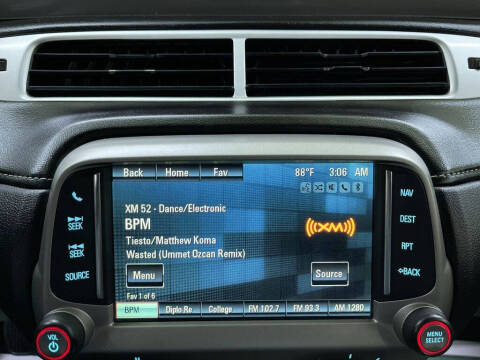 Back Home Fav 88°F 3:06 AM
XM 52 - Dance/Electronic
BPM
Tiesto/Matthew Koma
Wasted (Ummet Ozcan Remix)
((XM))
Menu Source
Fav 1 of 6
BPM Diplo Re College FM 102.7 FM 93.3 AM 1280
SEEK
SEEK
SOURCE
NAV
DEST
RPT
BACK
VOL
MENU
SELECT